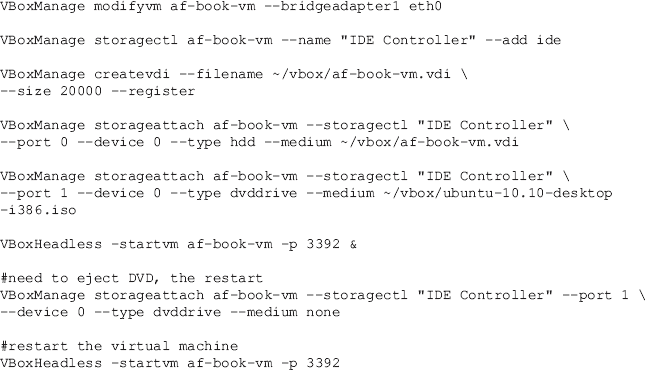 VBoxManage modifyvm af-book-vm --bridgeadapter1 eth0
VBoxManage storagectl af-book-vm --name "IDE Controller" --add ide
VBoxManage createvdi --filename ~/vbox/af-book-vm.vdi \
--size 20000 --register
VBoxManage storageattach af-book-vm --storagectl "IDE Controller" \
--port 0 --device 0 --type hdd --medium ~/vbox/af-book-vm.vdi
VBoxManage storageattach af-book-vm --storagectl "IDE Controller" \
--port 1 --device 0 --type dvddrive --medium ~/vbox/ubuntu-10.10-desktop
-i386.iso
VBoxHeadless -startvm af-book-vm -p 3392 &
#need to eject DVD, the restart
VBoxManage storageattach af-book-vm --storagectl "IDE Controller" --port 1 \
--device 0 --type dvddrive --medium none
#restart the virtual machine
VBoxHeadless -startvm af-book-vm -p 3392